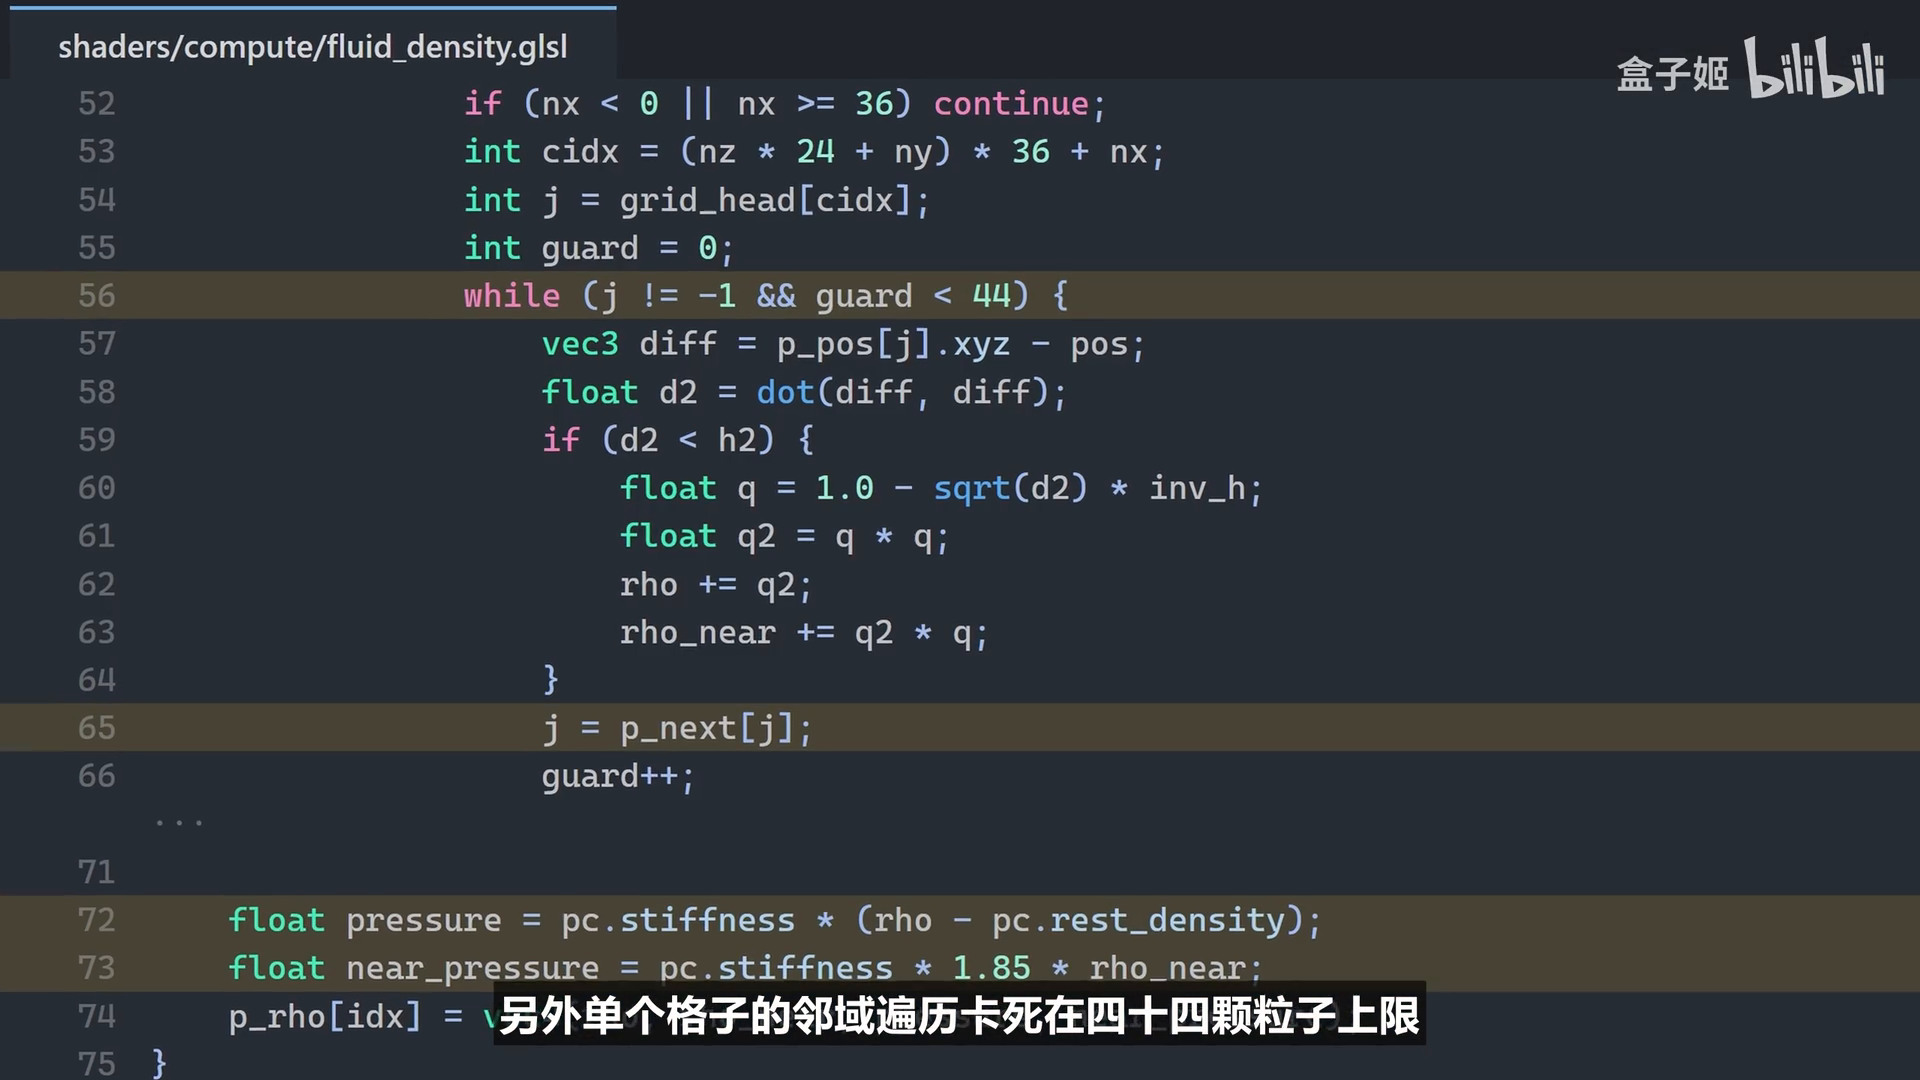 shaders/compute/fluid_density.glsl
盒子姬 bilibili
52 if (nx < 0 || nx >= 36) continue;
53 int cidx = (nz * 24 + ny) * 36 + nx;
54 int j = grid_head[cidx];
55 int guard = 0;
56 while (j != -1 && guard < 44) {
57 vec3 diff = p_pos[j].xyz - pos;
58 float d2 = dot(diff, diff);
59 if (d2 < h2) {
60 float q = 1.0 - sqrt(d2) * inv_h;
61 float q2 = q * q;
62 rho += q2;
63 rho_near += q2 * q;
64 }
65 j = p_next[j];
66 guard++;
...
71
72 float pressure = pc.stiffness * (rho - pc.rest_density);
73 float near_pressure = pc.stiffness * 1.85 * rho_near;
74 p_rho[idx] =
另外单个格子的邻域遍历卡死在四十四颗粒子上限
75 }